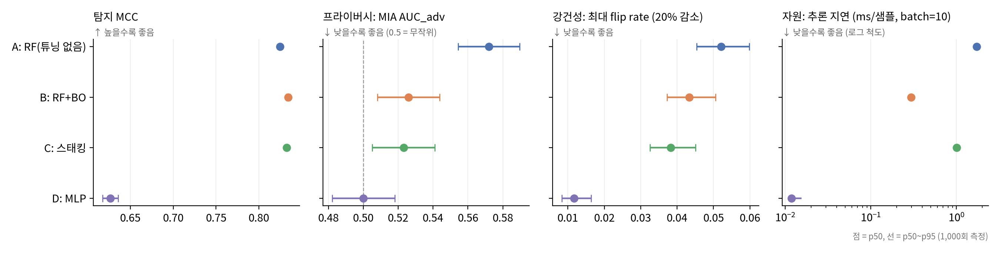 탐지 MCC
↑ 높을수록 좋음
A: RF(튜닝 없음)
B: RF+BO
C: 스태킹
D: MLP
0.65 0.70 0.75 0.80
프라이버시: MIA AUC_adv
↓ 낮을수록 좋음 (0.5 = 무작위)
0.48 0.50 0.52 0.54 0.56 0.58
강건성: 최대 flip rate (20% 감소)
↓ 낮을수록 좋음
0.01 0.02 0.03 0.04 0.05 0.06
자원: 추론 지연 (ms/샘플, batch=10)
↓ 낮을수록 좋음 (로그 척도)
10⁻² 10⁻¹ 10⁰
점 = p50, 선 = p50~p95 (1,000회 측정)